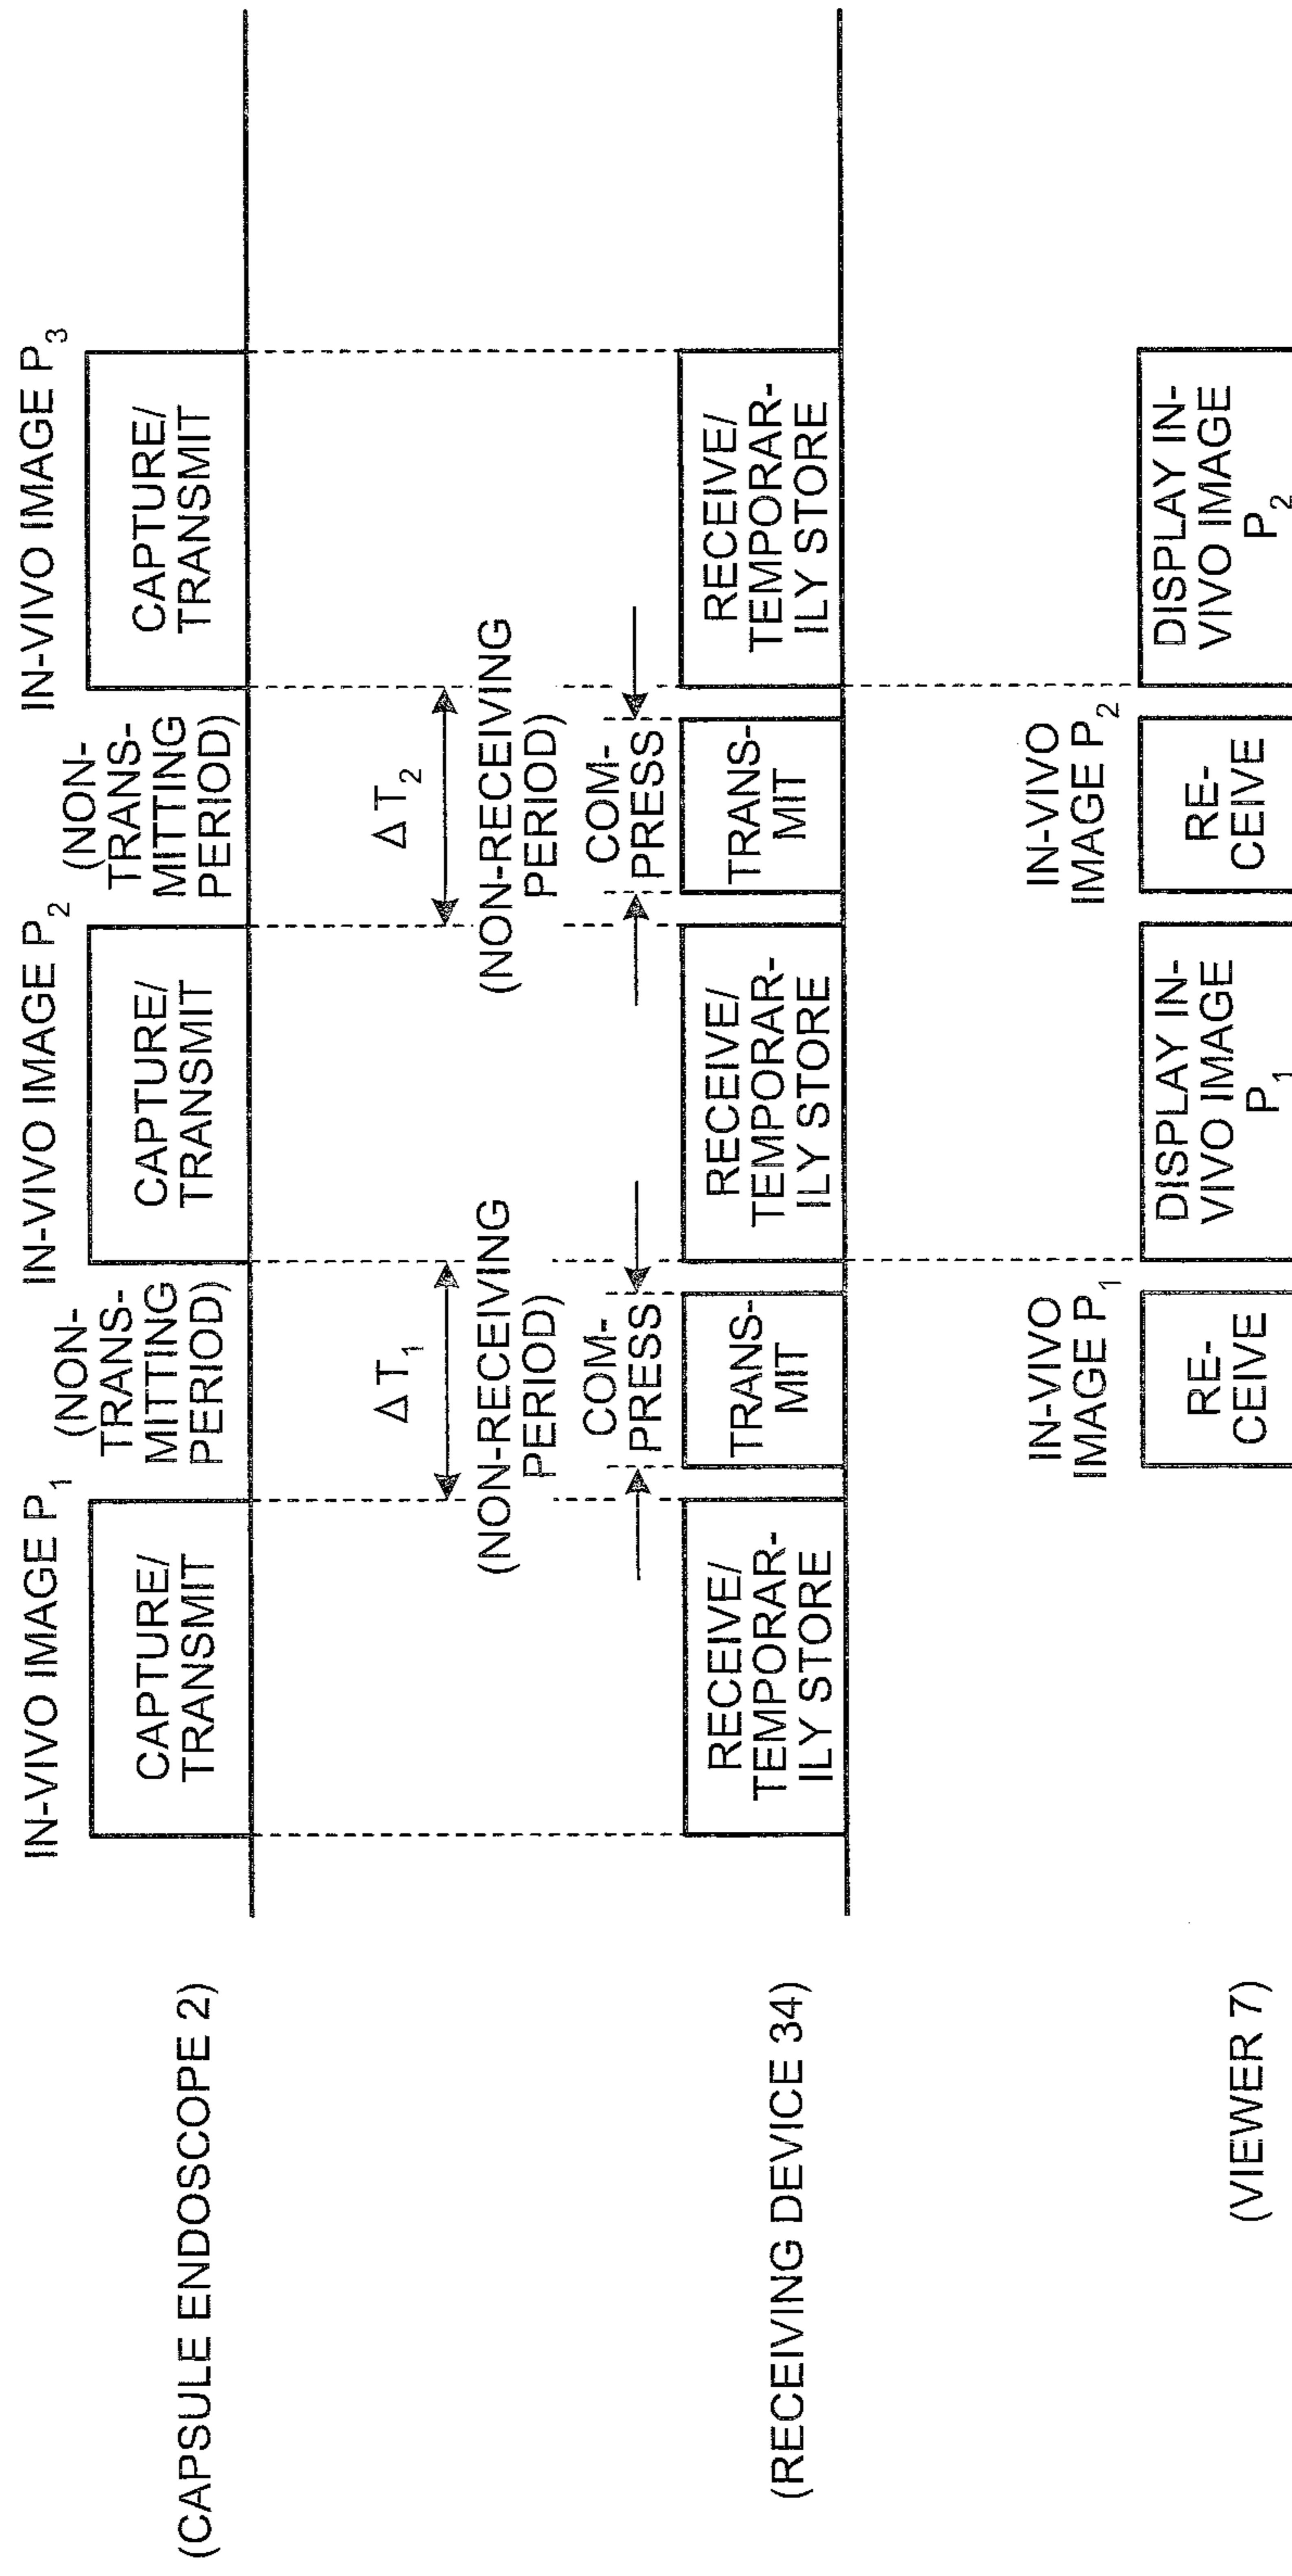 (CAPSULE ENDOSCOPE 2)
IN-VIVO IMAGE P1
CAPTURE/
TRANSMIT
(NON-
TRANS-
MITTING
PERIOD)
IN-VIVO IMAGE P2
CAPTURE/
TRANSMIT
(NON-
TRANS-
MITTING
PERIOD)
IN-VIVO IMAGE P3
CAPTURE/
TRANSMIT
ΔT1
ΔT2
(NON-RECEIVING
PERIOD)
(NON-RECEIVING
PERIOD)
(RECEIVING DEVICE 34)
RECEIVE/
TEMPORAR-
ILY STORE
COM-
PRESS
TRANS-
MIT
RECEIVE/
TEMPORAR-
ILY STORE
COM-
PRESS
TRANS-
MIT
RECEIVE/
TEMPORAR-
ILY STORE
(VIEWER 7)
IN-VIVO
IMAGE P1
RE-
CEIVE
DISPLAY IN-
VIVO IMAGE
P1
IN-VIVO
IMAGE P2
RE-
CEIVE
DISPLAY IN-
VIVO IMAGE
P2